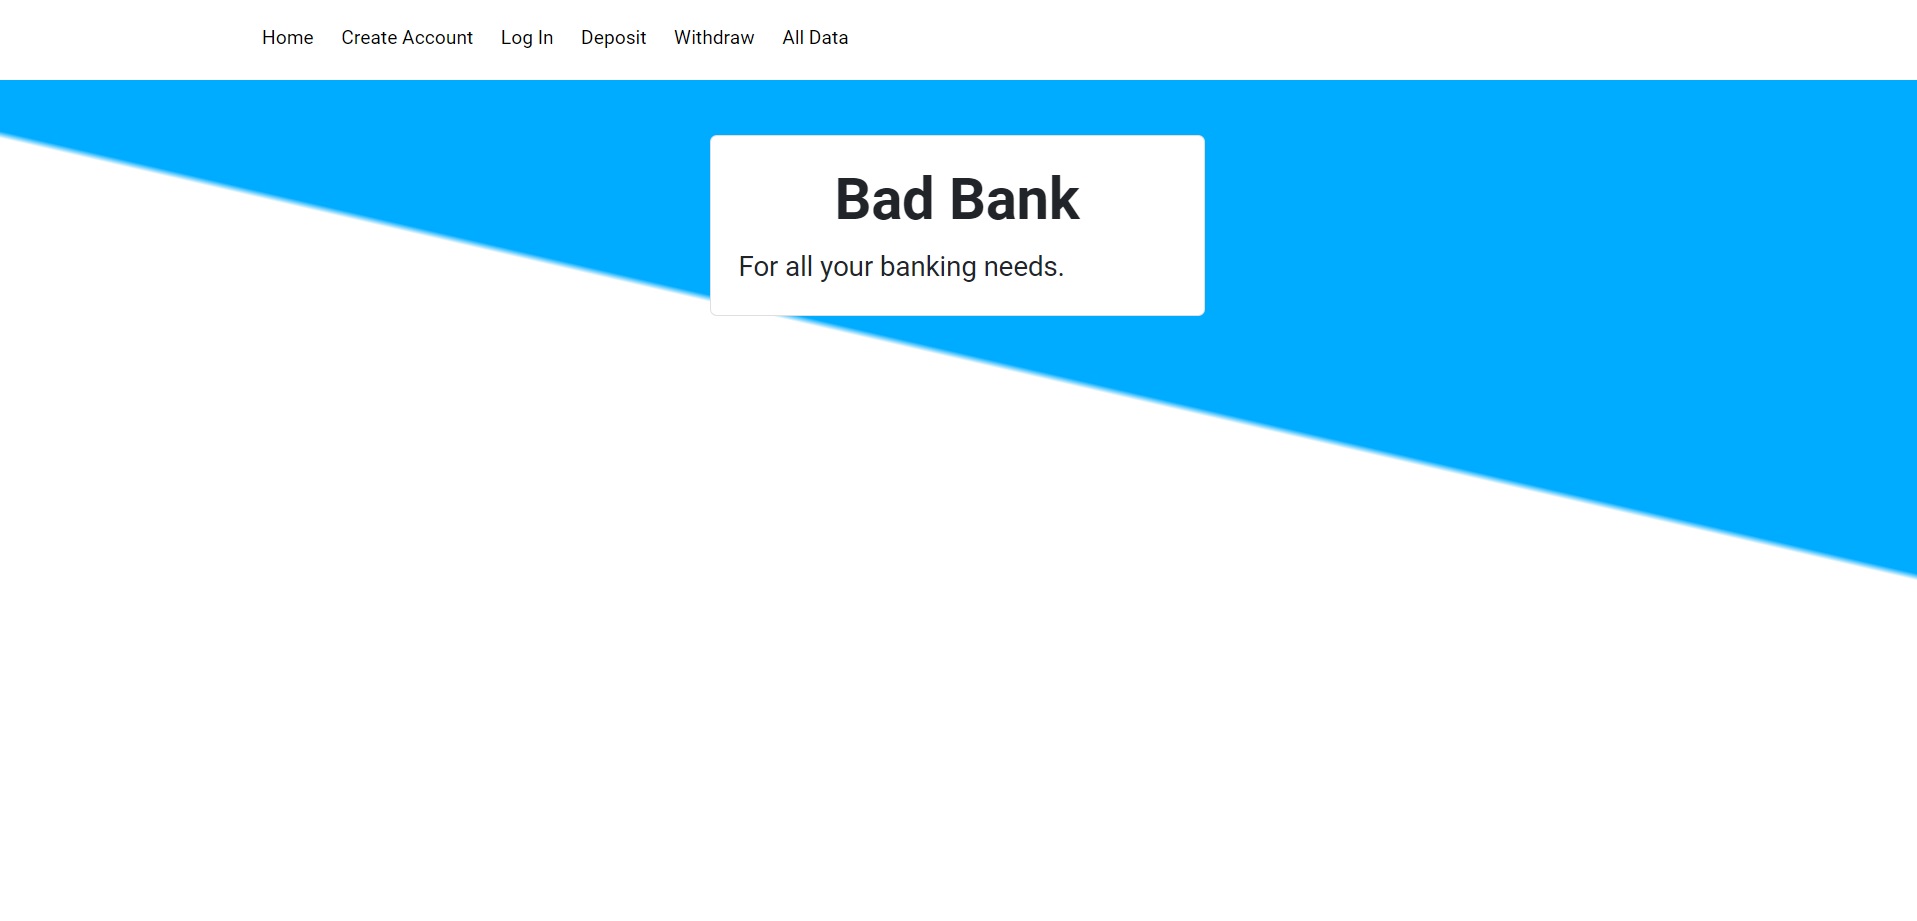 Home Create Account Log In Deposit Withdraw All Data
Bad Bank
For all your banking needs.